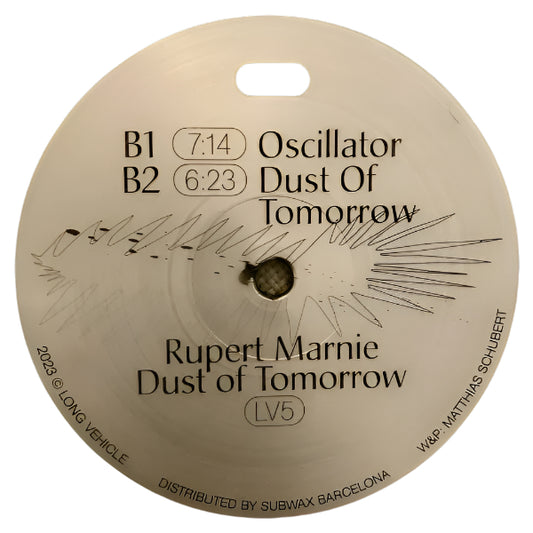 B1 7:14 Oscillator
B2 6:23 Dust Of
Tomorrow
Rupert Marnie
Dust of Tomorrow
LV5
2023 © LONG VEHICLE
DISTRIBUTED BY SUBWAX BARCELONA
W&P: MATTHIAS SCHUBERT